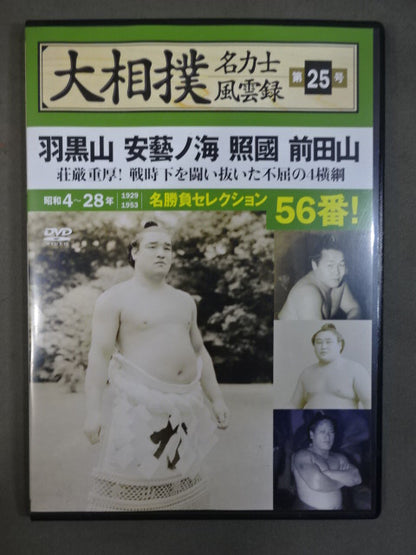 大相撲 名力士風雲録 第25号
羽黒山 安藝ノ海 照國 前田山
荘厳重厚! 戦時下を闘い抜いた不屈の4横綱
昭和4〜28年 1929 1953 名勝負セレクション 56番!
DVD